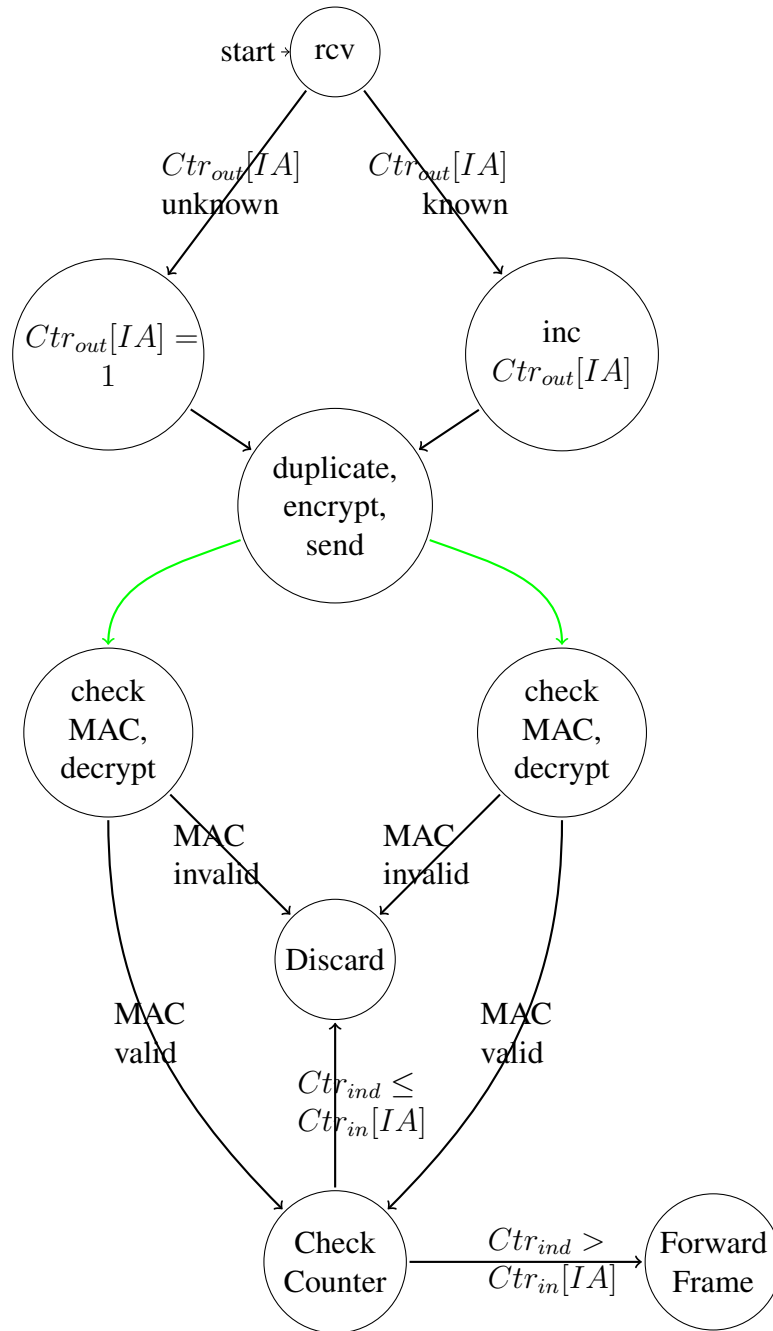 start
rcv
Ctr_out[IA]
unknown
Ctr_out[IA]
known
Ctr_out[IA] =
1
inc
Ctr_out[IA]
duplicate,
encrypt,
send
check
MAC,
decrypt
check
MAC,
decrypt
MAC
invalid
MAC
invalid
Discard
MAC
valid
MAC
valid
Ctr_ind ≤
Ctr_in[IA]
Check
Counter
Ctr_ind >
Ctr_in[IA]
Forward
Frame